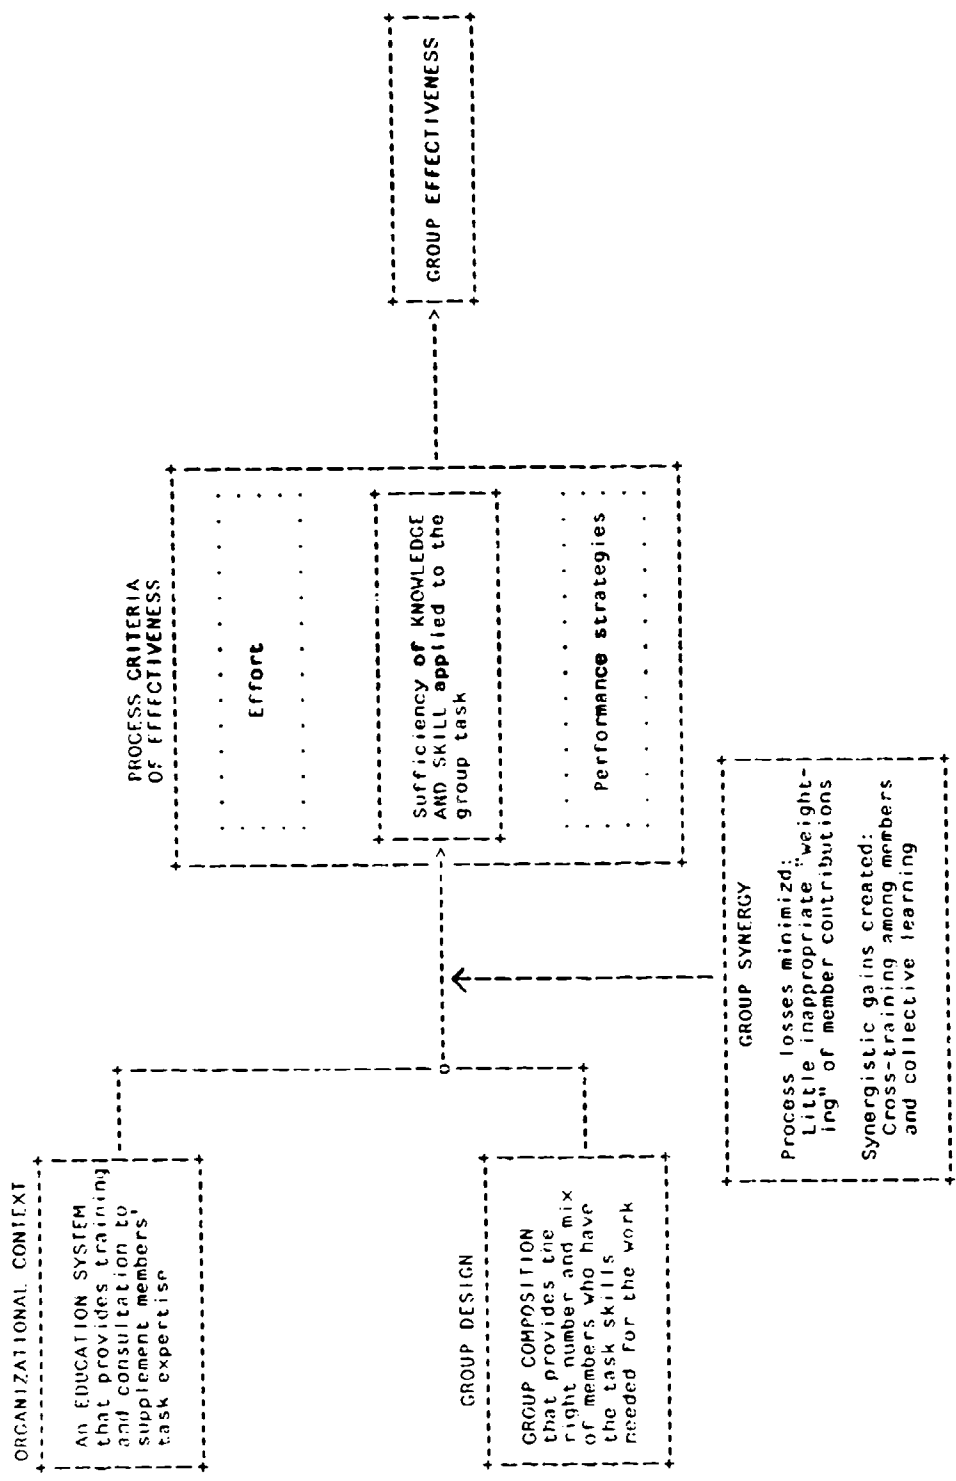 ORGANIZATIONAL CONTEXT
An EDUCATION SYSTEM
that provides training
and consultation to
supplement members'
task expertise
GROUP DESIGN
GROUP COMPOSITION
that provides the
right number and mix
of members who have
the task skills
needed for the work
GROUP SYNERGY
Process losses minimizd:
Little inappropriate "weight-
ing" of member contributions
Synergistic gains created:
Cross-training among members
and collective learning
PROCESS CRITERIA
OF EFFECTIVENESS
Effort
Sufficiency of KNOWLEDGE
AND SKILL applied to the
group task
Performance strategies
GROUP EFFECTIVENESS